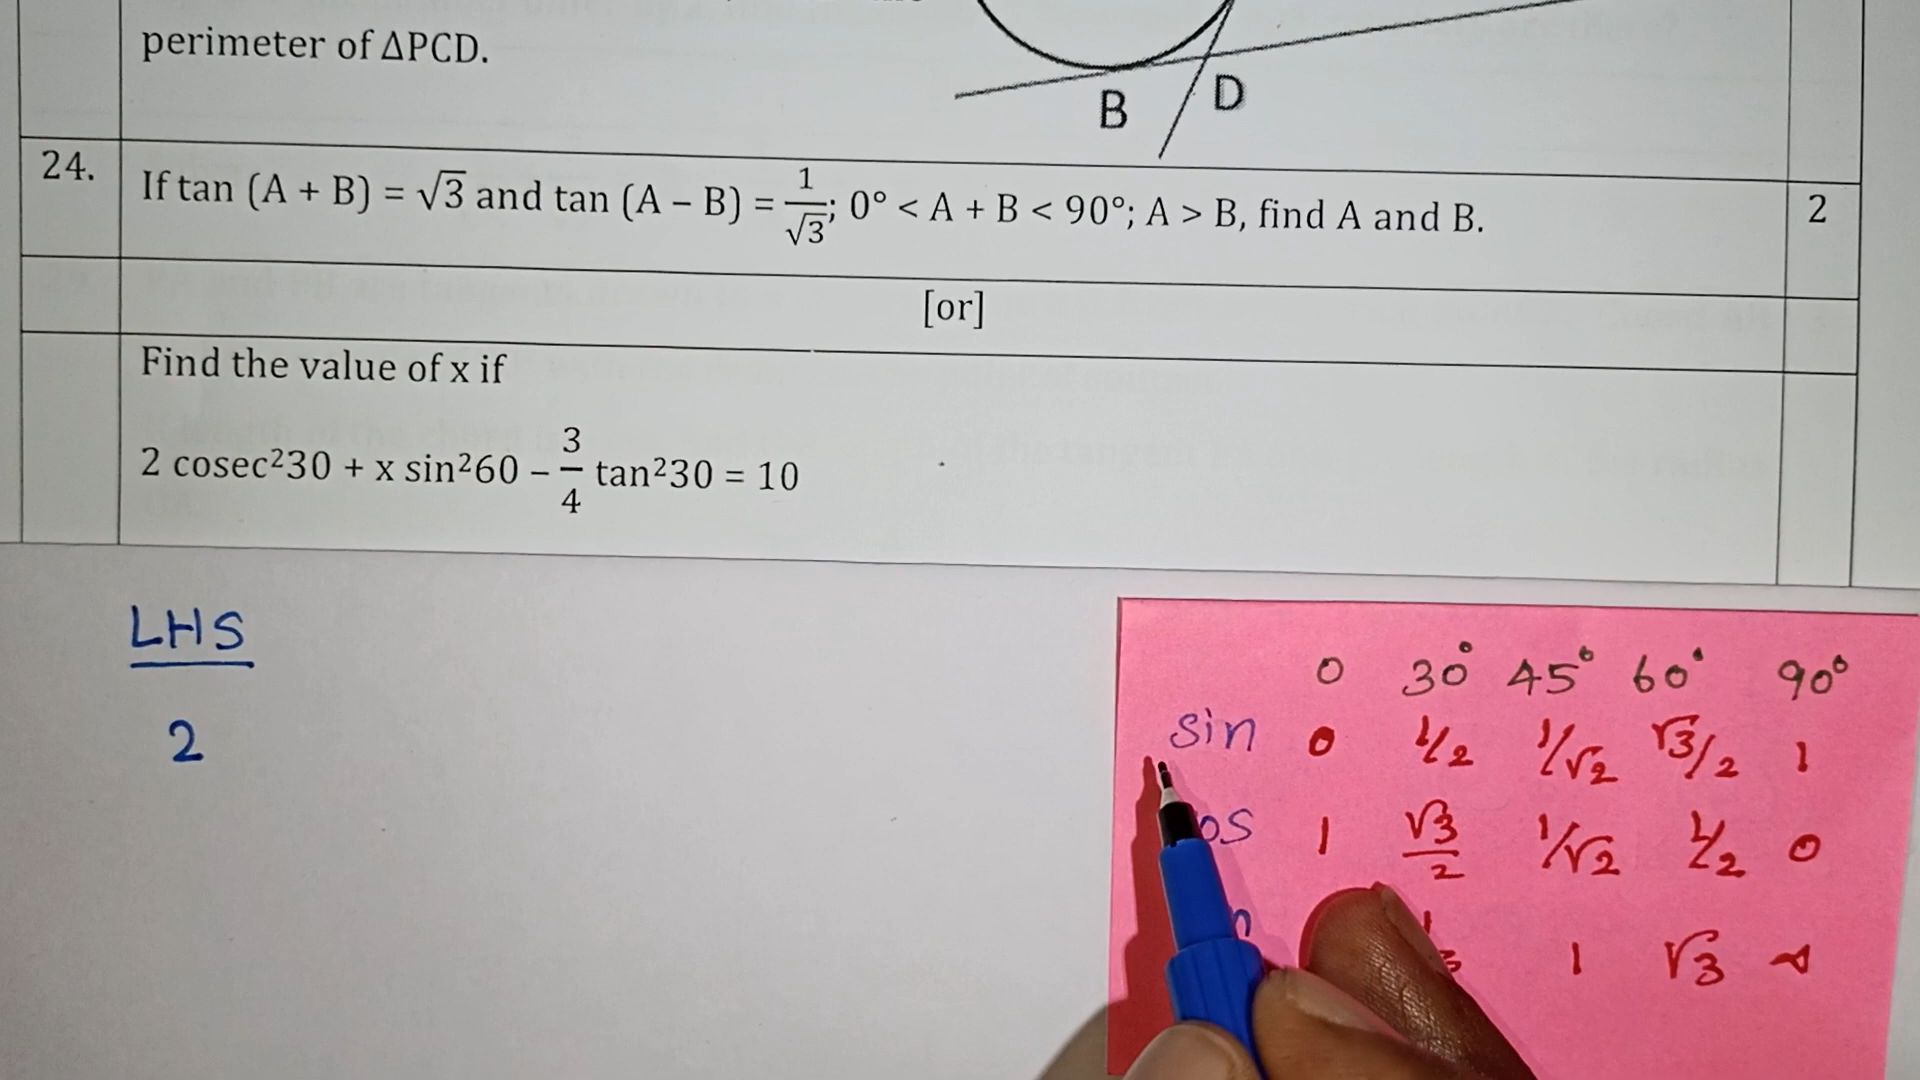 perimeter of ΔPCD.
B
D
24.
If tan (A + B) = √3 and tan (A – B) = 1/√3; 0° < A + B < 90°; A > B, find A and B.
2
[or]
Find the value of x if
2 cosec²30 + x sin²60 – 3/4 tan²30 = 10
LHS
2
0 30° 45° 60° 90°
sin 0 1/2 1/√2 √3/2 1
os 1 √3/2 1/√2 1/2 0
1 √3